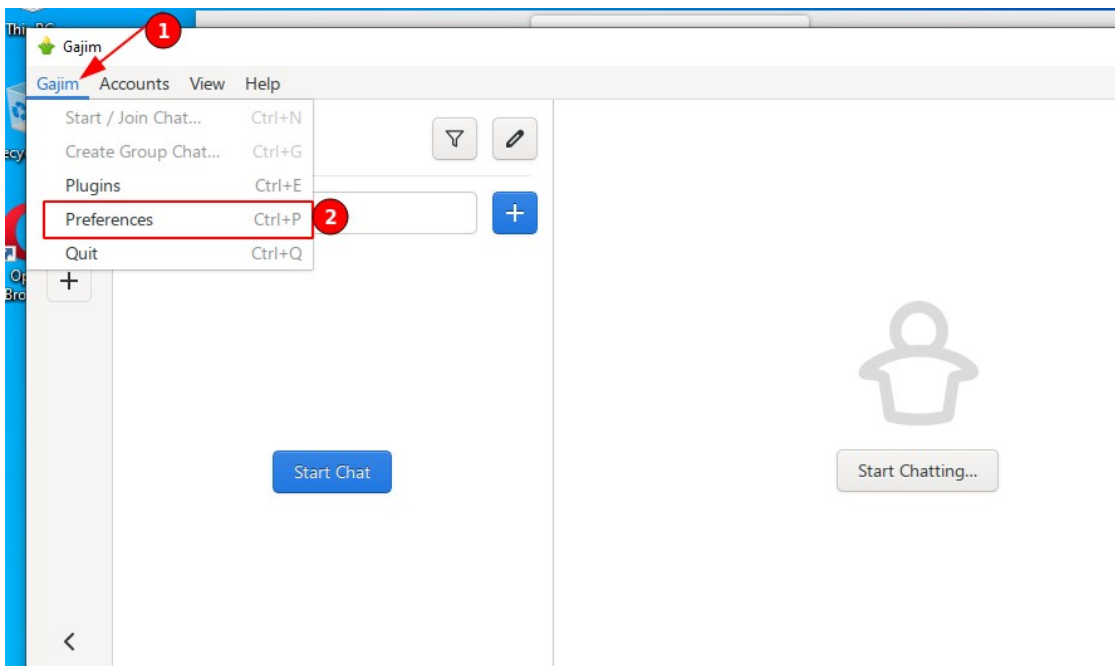 1
Gajim
Gajim Accounts View Help
Start / Join Chat... Ctrl+N
Create Group Chat... Ctrl+G
Plugins Ctrl+E
Preferences Ctrl+P 2
Quit Ctrl+Q
Start Chat
Start Chatting...